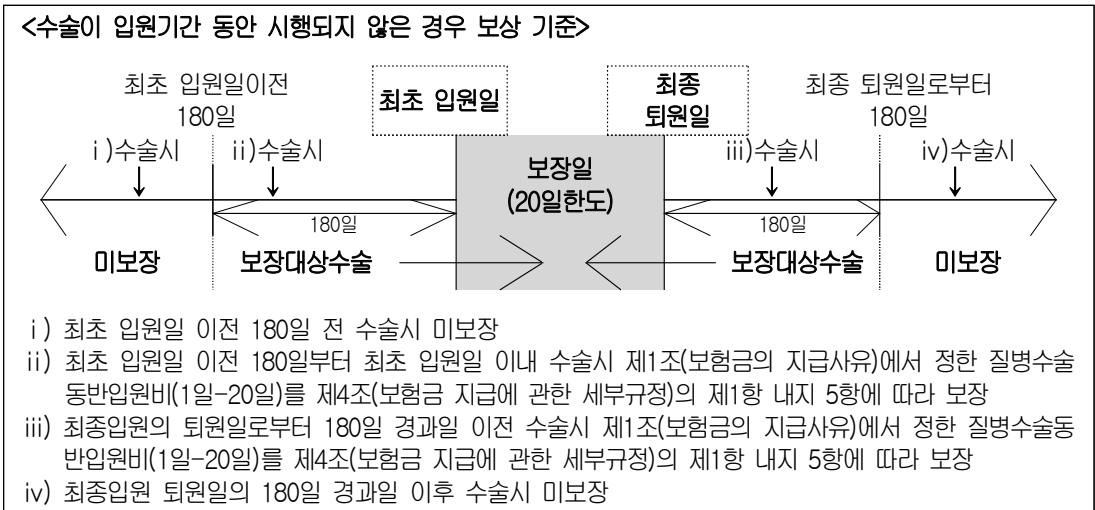 <수술이 입원기간 동안 시행되지 않은 경우 보상 기준>
최초 입원일이전
180일
최초 입원일
최종
퇴원일
최종 퇴원일로부터
180일
i)수술시
ii)수술시
보장일
(20일한도)
iii)수술시
iv)수술시
180일
180일
미보장
보장대상수술
보장대상수술
미보장
i) 최초 입원일 이전 180일 전 수술시 미보장
ii) 최초 입원일 이전 180일부터 최초 입원일 이내 수술시 제1조(보험금의 지급사유)에서 정한 질병수술
동반입원비(1일-20일)를 제4조(보험금 지급에 관한 세부규정)의 제1항 내지 5항에 따라 보장
iii) 최종입원의 퇴원일로부터 180일 경과일 이전 수술시 제1조(보험금의 지급사유)에서 정한 질병수술동
반입원비(1일-20일)를 제4조(보험금 지급에 관한 세부규정)의 제1항 내지 5항에 따라 보장
iv) 최종입원 퇴원일의 180일 경과일 이후 수술시 미보장